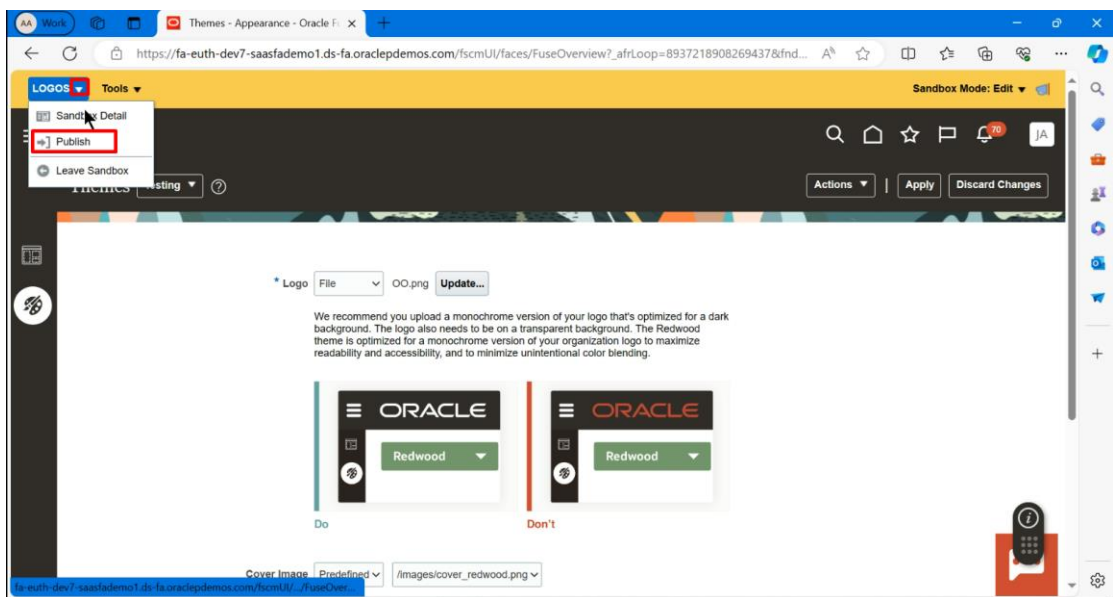 AA Work
Themes - Appearance - Oracle F
https://fa-euth-dev7-saasfademo1.ds-fa.oraclepdemos.com/fscmUI/faces/FuseOverview?_afrLoop=8937218908269437&fnd...
LOGOS Tools
Sandbox Mode: Edit
Sandbox Detail
Publish
70
JA
Leave Sandbox
Themes
Actions
|
Apply
Discard Changes
* Logo File OO.png Update...
We recommend you upload a monochrome version of your logo that's optimized for a dark
background. The logo also needs to be on a transparent background. The Redwood
theme is optimized for a monochrome version of your organization logo to maximize
readability and accessibility, and to minimize unintentional color blending.
ORACLE ORACLE
Redwood Redwood
Do Don't
Cover Image Predefined /images/cover_redwood.png
fa-euth-dev7-saasfademo1.ds-fa.oraclepdemos.com/fscmUI/.../FuseOver...